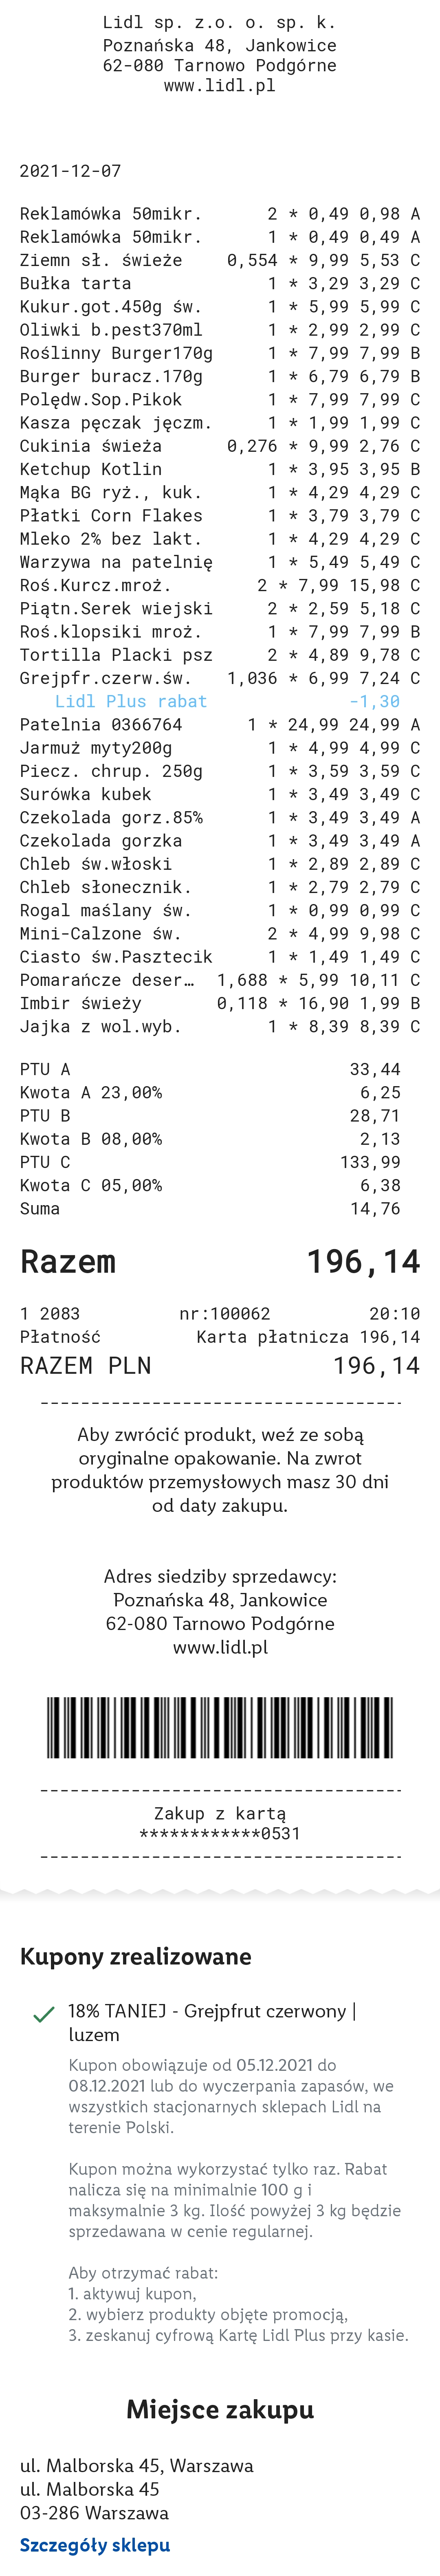 Lidl sp. z.o. o. sp. k.
Poznańska 48, Jankowice
62-080 Tarnowo Podgórne
www.lidl.pl
2021-12-07
Reklamówka 50mikr. 2 * 0,49 0,98 A
Reklamówka 50mikr. 1 * 0,49 0,49 A
Ziemn sł. świeże 0,554 * 9,99 5,53 C
Bułka tarta 1 * 3,29 3,29 C
Kukur.got.450g św. 1 * 5,99 5,99 C
Oliwki b.pest370ml 1 * 2,99 2,99 C
Roślinny Burger170g 1 * 7,99 7,99 B
Burger buracz.170g 1 * 6,79 6,79 B
Polędw.Sop.Pikok 1 * 7,99 7,99 C
Kasza pęczak jęczm. 1 * 1,99 1,99 C
Cukinia świeża 0,276 * 9,99 2,76 C
Ketchup Kotlin 1 * 3,95 3,95 B
Mąka BG ryż., kuk. 1 * 4,29 4,29 C
Płatki Corn Flakes 1 * 3,79 3,79 C
Mleko 2% bez lakt. 1 * 4,29 4,29 C
Warzywa na patelnię 1 * 5,49 5,49 C
Roś.Kurcz.mroż. 2 * 7,99 15,98 C
Piątn.Serek wiejski 2 * 2,59 5,18 C
Roś.klopsiki mroż. 1 * 7,99 7,99 B
Tortilla Placki psz 2 * 4,89 9,78 C
Grejpfr.czerw.św. 1,036 * 6,99 7,24 C
Lidl Plus rabat -1,30
Patelnia 0366764 1 * 24,99 24,99 A
Jarmuż myty200g 1 * 4,99 4,99 C
Piecz. chrup. 250g 1 * 3,59 3,59 C
Surówka kubek 1 * 3,49 3,49 C
Czekolada gorz.85% 1 * 3,49 3,49 A
Czekolada gorzka 1 * 3,49 3,49 A
Chleb św.włoski 1 * 2,89 2,89 C
Chleb słonecznik. 1 * 2,79 2,79 C
Rogal maślany św. 1 * 0,99 0,99 C
Mini-Calzone św. 2 * 4,99 9,98 C
Ciasto św.Pasztecik 1 * 1,49 1,49 C
Pomarańcze deser… 1,688 * 5,99 10,11 C
Imbir świeży 0,118 * 16,90 1,99 B
Jajka z wol.wyb. 1 * 8,39 8,39 C
PTU A 33,44
Kwota A 23,00% 6,25
PTU B 28,71
Kwota B 08,00% 2,13
PTU C 133,99
Kwota C 05,00% 6,38
Suma 14,76
Razem 196,14
1 2083 nr:100062 20:10
Płatność Karta płatnicza 196,14
RAZEM PLN 196,14
Aby zwrócić produkt, weź ze sobą
oryginalne opakowanie. Na zwrot
produktów przemysłowych masz 30 dni
od daty zakupu.
Adres siedziby sprzedawcy:
Poznańska 48, Jankowice
62-080 Tarnowo Podgórne
www.lidl.pl
Zakup z kartą
************0531
Kupony zrealizowane
18% TANIEJ - Grejpfrut czerwony |
luzem
Kupon obowiązuje od 05.12.2021 do
08.12.2021 lub do wyczerpania zapasów, we
wszystkich stacjonarnych sklepach Lidl na
terenie Polski.
Kupon można wykorzystać tylko raz. Rabat
nalicza się na minimalnie 100 g i
maksymalnie 3 kg. Ilość powyżej 3 kg będzie
sprzedawana w cenie regularnej.
Aby otrzymać rabat:
1. aktywuj kupon,
2. wybierz produkty objęte promocją,
3. zeskanuj cyfrową Kartę Lidl Plus przy kasie.
Miejsce zakupu
ul. Malborska 45, Warszawa
ul. Malborska 45
03-286 Warszawa
Szczegóły sklepu